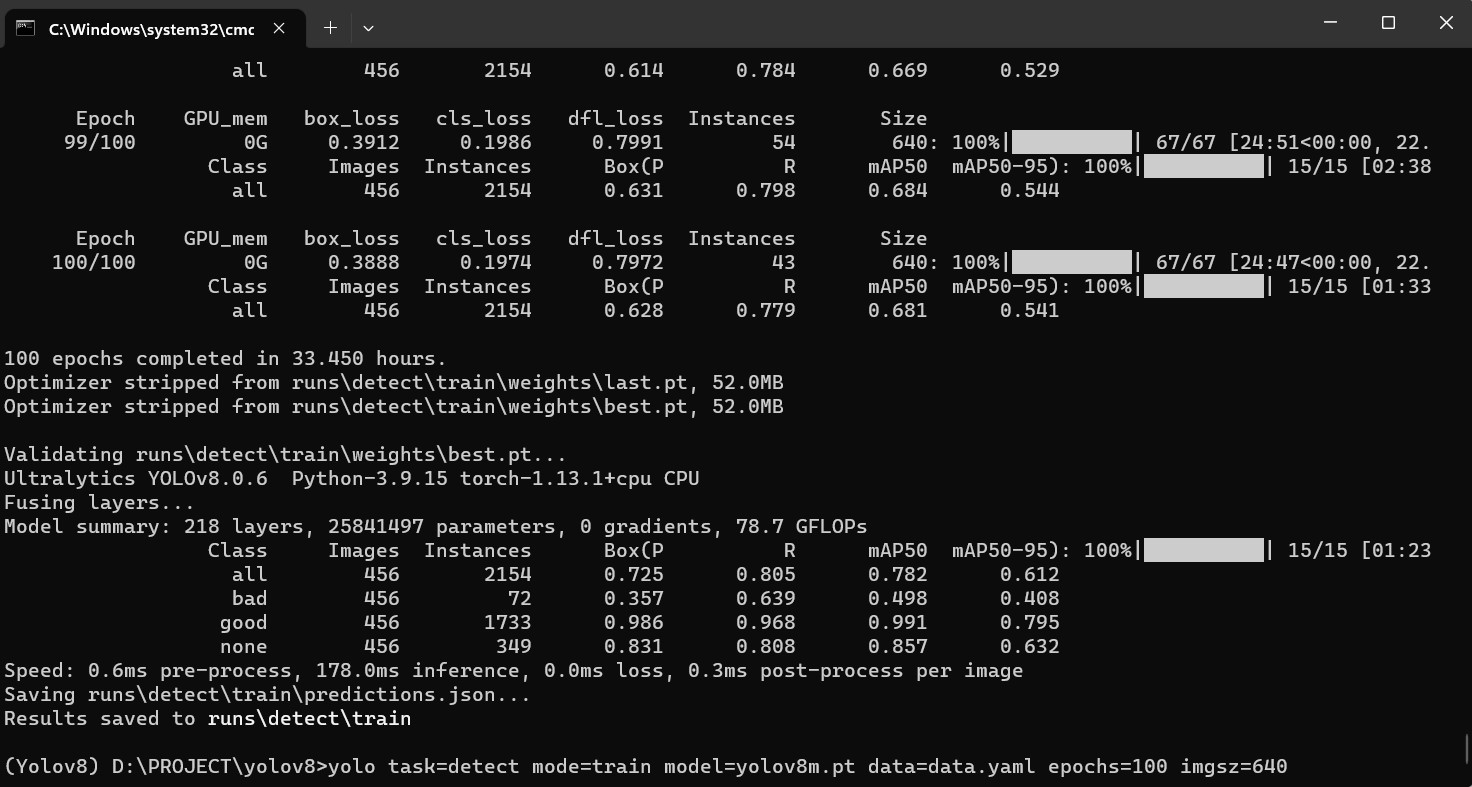 C:\Windows\system32\cmc
all 456 2154 0.614 0.784 0.669 0.529
Epoch GPU_mem box_loss cls_loss dfl_loss Instances Size
99/100 0G 0.3912 0.1986 0.7991 54 640: 100%| | 67/67 [24:51<00:00, 22.
Class Images Instances Box(P R mAP50 mAP50-95): 100%| | 15/15 [02:38
all 456 2154 0.631 0.798 0.684 0.544
Epoch GPU_mem box_loss cls_loss dfl_loss Instances Size
100/100 0G 0.3888 0.1974 0.7972 43 640: 100%| | 67/67 [24:47<00:00, 22.
Class Images Instances Box(P R mAP50 mAP50-95): 100%| | 15/15 [01:33
all 456 2154 0.628 0.779 0.681 0.541
100 epochs completed in 33.450 hours.
Optimizer stripped from runs\detect\train\weights\last.pt, 52.0MB
Optimizer stripped from runs\detect\train\weights\best.pt, 52.0MB
Validating runs\detect\train\weights\best.pt...
Ultralytics YOLOv8.0.6 Python-3.9.15 torch-1.13.1+cpu CPU
Fusing layers...
Model summary: 218 layers, 25841497 parameters, 0 gradients, 78.7 GFLOPs
Class Images Instances Box(P R mAP50 mAP50-95): 100%| | 15/15 [01:23
all 456 2154 0.725 0.805 0.782 0.612
bad 456 72 0.357 0.639 0.498 0.408
good 456 1733 0.986 0.968 0.991 0.795
none 456 349 0.831 0.808 0.857 0.632
Speed: 0.6ms pre-process, 178.0ms inference, 0.0ms loss, 0.3ms post-process per image
Saving runs\detect\train\predictions.json...
Results saved to runs\detect\train
(Yolov8) D:\PROJECT\yolov8>yolo task=detect mode=train model=yolov8m.pt data=data.yaml epochs=100 imgsz=640